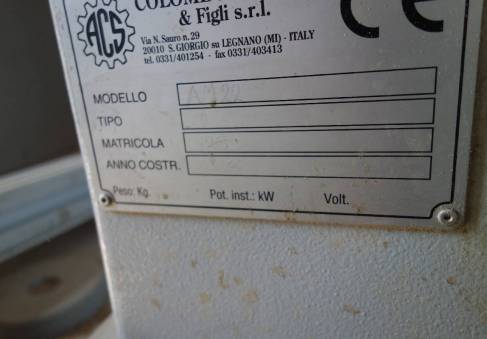 ACS
& Figli s.r.l.
Via N. Sauro n. 29
20010 S. GIORGIO su LEGNANO (MI) - ITALY
tel. 0331/401254 - fax 0331/403413
CE
MODELLO
TIPO
MATRICOLA
ANNO COSTR.
Peso: Kg. Pot. inst.: kW Volt.